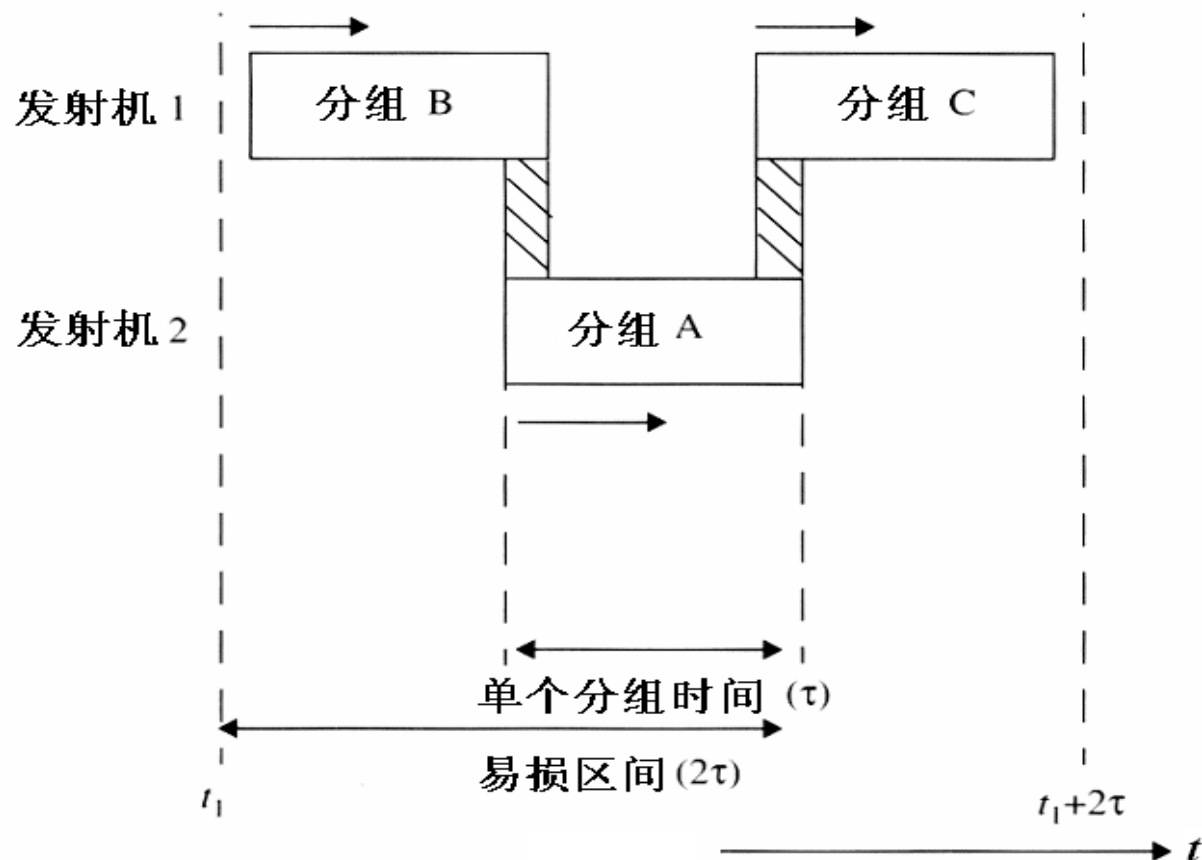 发射机 1
分组 B
分组 C
发射机 2
分组 A
单个分组时间 (τ)
易损区间 (2τ)
t₁
t₁+2τ
t